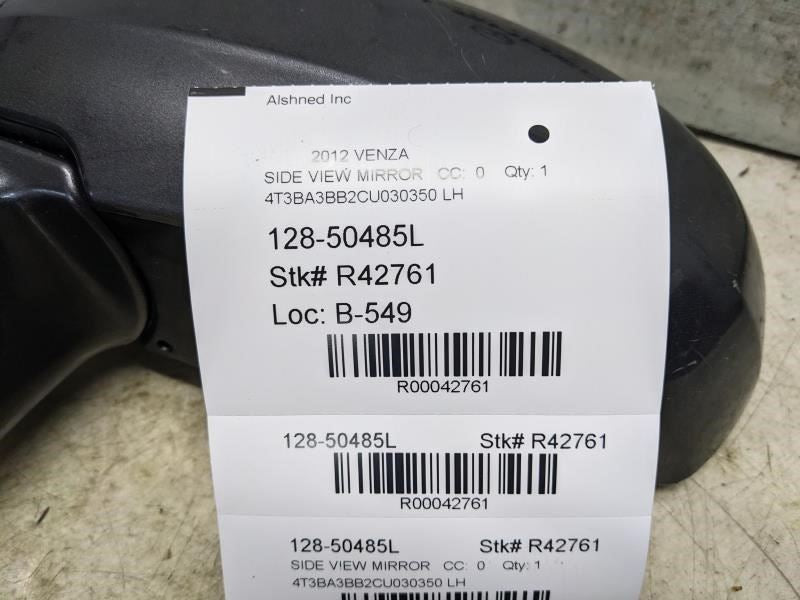 Alshned Inc
2012 VENZA
SIDE VIEW MIRROR CC: 0 Qty: 1
4T3BA3BB2CU030350 LH
128-50485L
Stk# R42761
Loc: B-549
R00042761
128-50485L Stk# R42761
R00042761
128-50485L Stk# R42761
SIDE VIEW MIRROR CC: 0 Qty: 1
4T3BA3BB2CU030350 LH